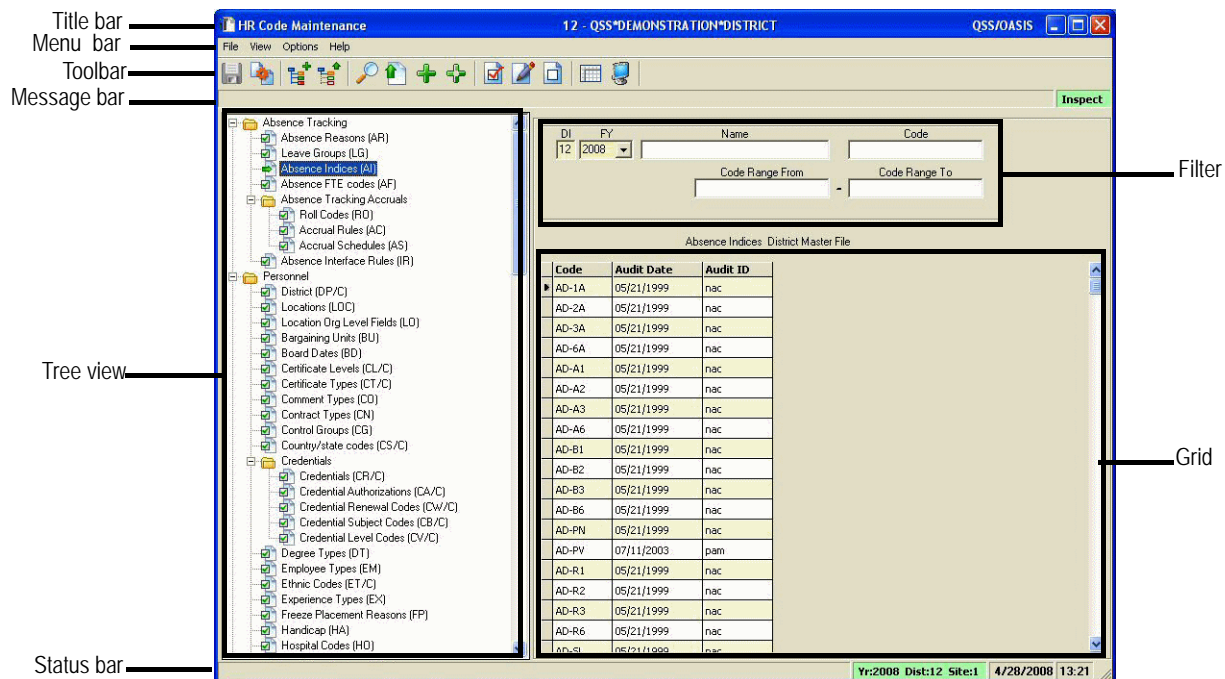 Title bar
Menu bar
Toolbar
Message bar
Tree view
Status bar
Filter
Grid
HR Code Maintenance 12 - QSS*DEMONSTRATION*DISTRICT QSS/OASIS
File View Options Help
Inspect
Absence Tracking
Absence Reasons (AR)
Leave Groups (LG)
Absence Indices (AI)
Absence FTE codes (AF)
Absence Tracking Accruals
Roll Codes (RO)
Accrual Rules (AC)
Accrual Schedules (AS)
Absence Interface Rules (IR)
Personnel
District (DP/C)
Locations (LOC)
Location Org Level Fields (LO)
Bargaining Units (BU)
Board Dates (BD)
Certificate Levels (CL/C)
Certificate Types (CT/C)
Comment Types (CO)
Contract Types (CN)
Control Groups (CG)
Country/state codes (CS/C)
Credentials
Credentials (CR/C)
Credential Authorizations (CA/C)
Credential Renewal Codes (CW/C)
Credential Subject Codes (CB/C)
Credential Level Codes (CV/C)
Degree Types (DT)
Employee Types (EM)
Ethnic Codes (ET/C)
Experience Types (EX)
Freeze Placement Reasons (FP)
Handicap (HA)
Hospital Codes (HO)
DI FY Name Code
12 2008
Code Range From Code Range To
-
Absence Indices District Master File
Code Audit Date Audit ID
AD-1A 05/21/1999 nac
AD-2A 05/21/1999 nac
AD-3A 05/21/1999 nac
AD-6A 05/21/1999 nac
AD-A1 05/21/1999 nac
AD-A2 05/21/1999 nac
AD-A3 05/21/1999 nac
AD-A6 05/21/1999 nac
AD-B1 05/21/1999 nac
AD-B2 05/21/1999 nac
AD-B3 05/21/1999 nac
AD-B6 05/21/1999 nac
AD-PN 05/21/1999 nac
AD-PV 07/11/2003 pam
AD-R1 05/21/1999 nac
AD-R2 05/21/1999 nac
AD-R3 05/21/1999 nac
AD-R6 05/21/1999 nac
AD-SL 05/21/1999 nac
Yr:2008 Dist:12 Site:1 4/28/2008 13:21